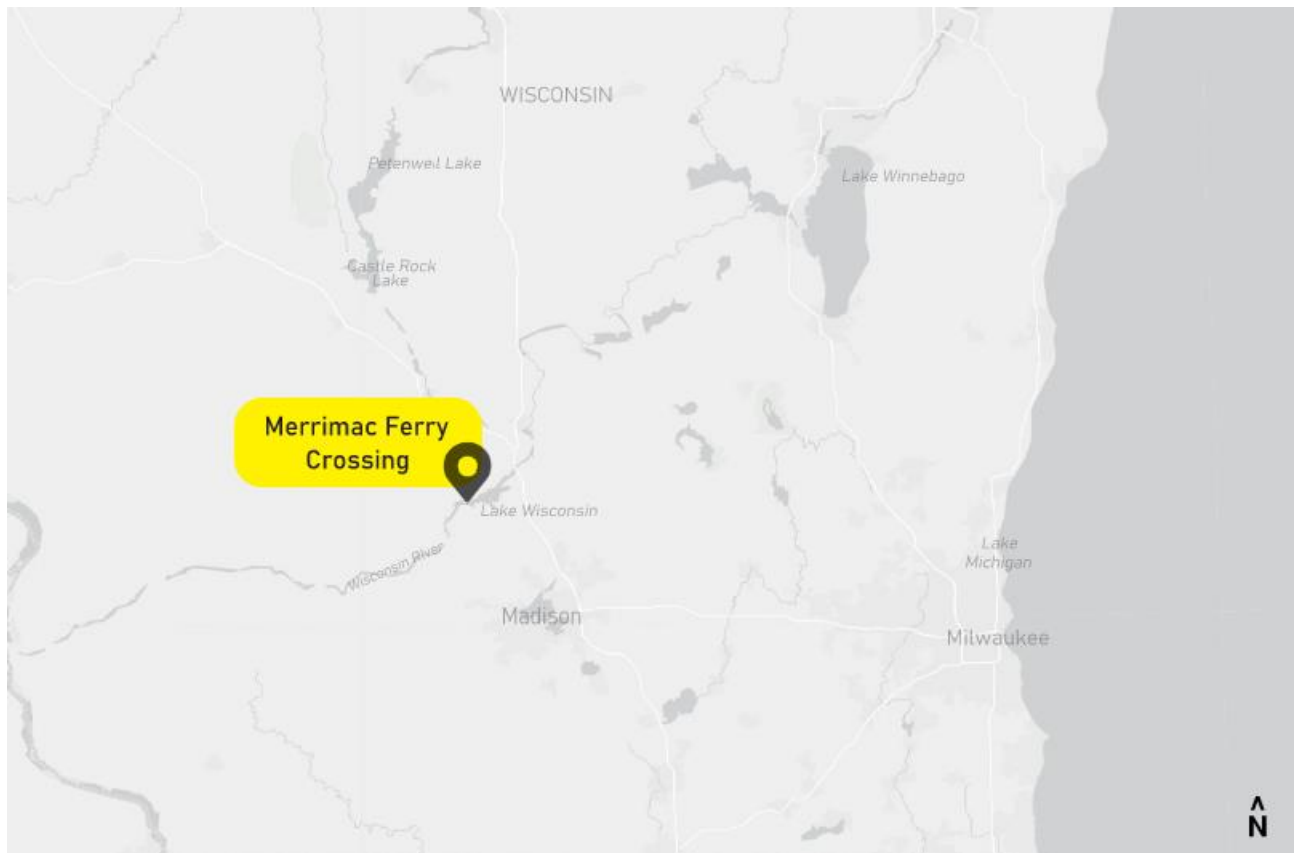 WISCONSIN
Petenwell Lake
Lake Winnebago
Castle Rock
Lake
Merrimac Ferry
Crossing
Lake Wisconsin
Wisconsin River
Lake
Michigan
Madison
Milwaukee
N